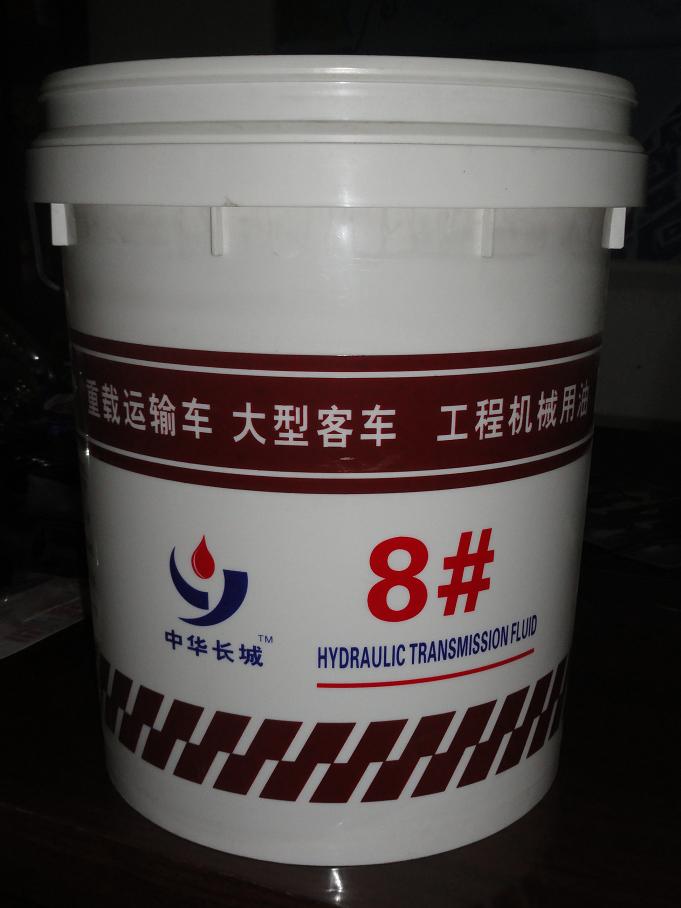 重载运输车 大型客车 工程机械用油
8#
中华长城™
HYDRAULIC TRANSMISSION FLUID